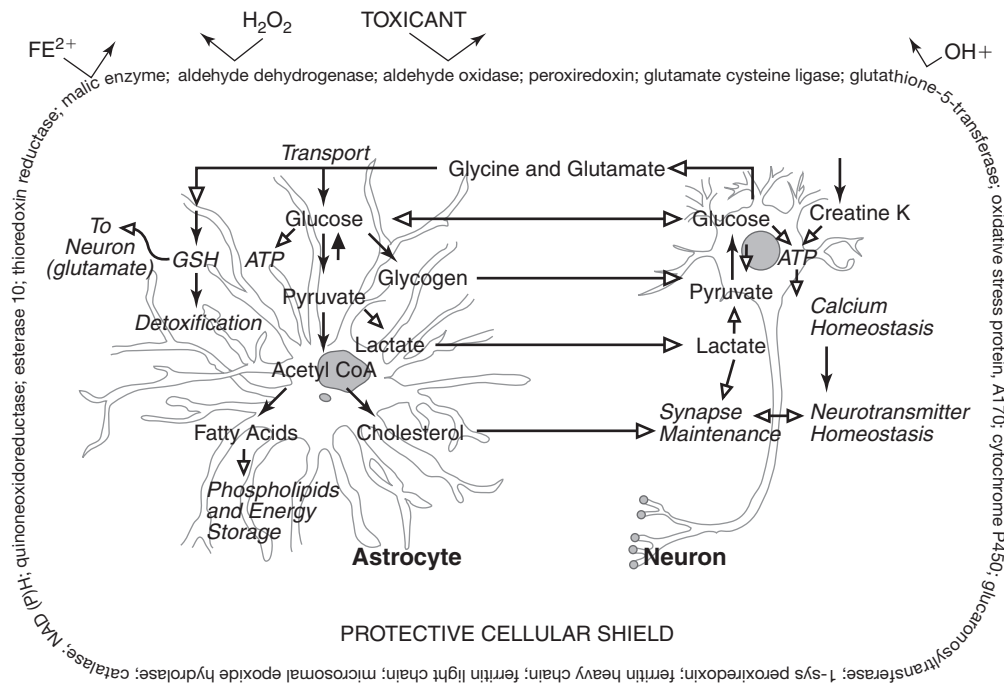 H2O2
TOXICANT
FE2+
OH+
malic enzyme; aldehyde dehydrogenase; aldehyde oxidase; peroxiredoxin; glutamate cysteine ligase; glutathione-5-transferase; oxidative stress protein, A170; cytochrome P450; glucaronosyltransferase, 1-sys peroxiredoxin; ferritin heavy chain; ferritin light chain; microsomal epoxide hydrolase; catalase; NAD (P)H; quinoneoxidoreductase; esterase 10; thioredoxin reductase;
Transport
Glycine and Glutamate
To
Neuron
(glutamate)
GSH
ATP
Glucose
Glucose
Creatine K
ATP
Glycogen
Pyruvate
Pyruvate
Detoxification
Calcium
Homeostasis
Lactate
Lactate
Acetyl CoA
Fatty Acids
Cholesterol
Synapse
Maintenance
Neurotransmitter
Homeostasis
Phospholipids
and Energy
Storage
Astrocyte
Neuron
PROTECTIVE CELLULAR SHIELD